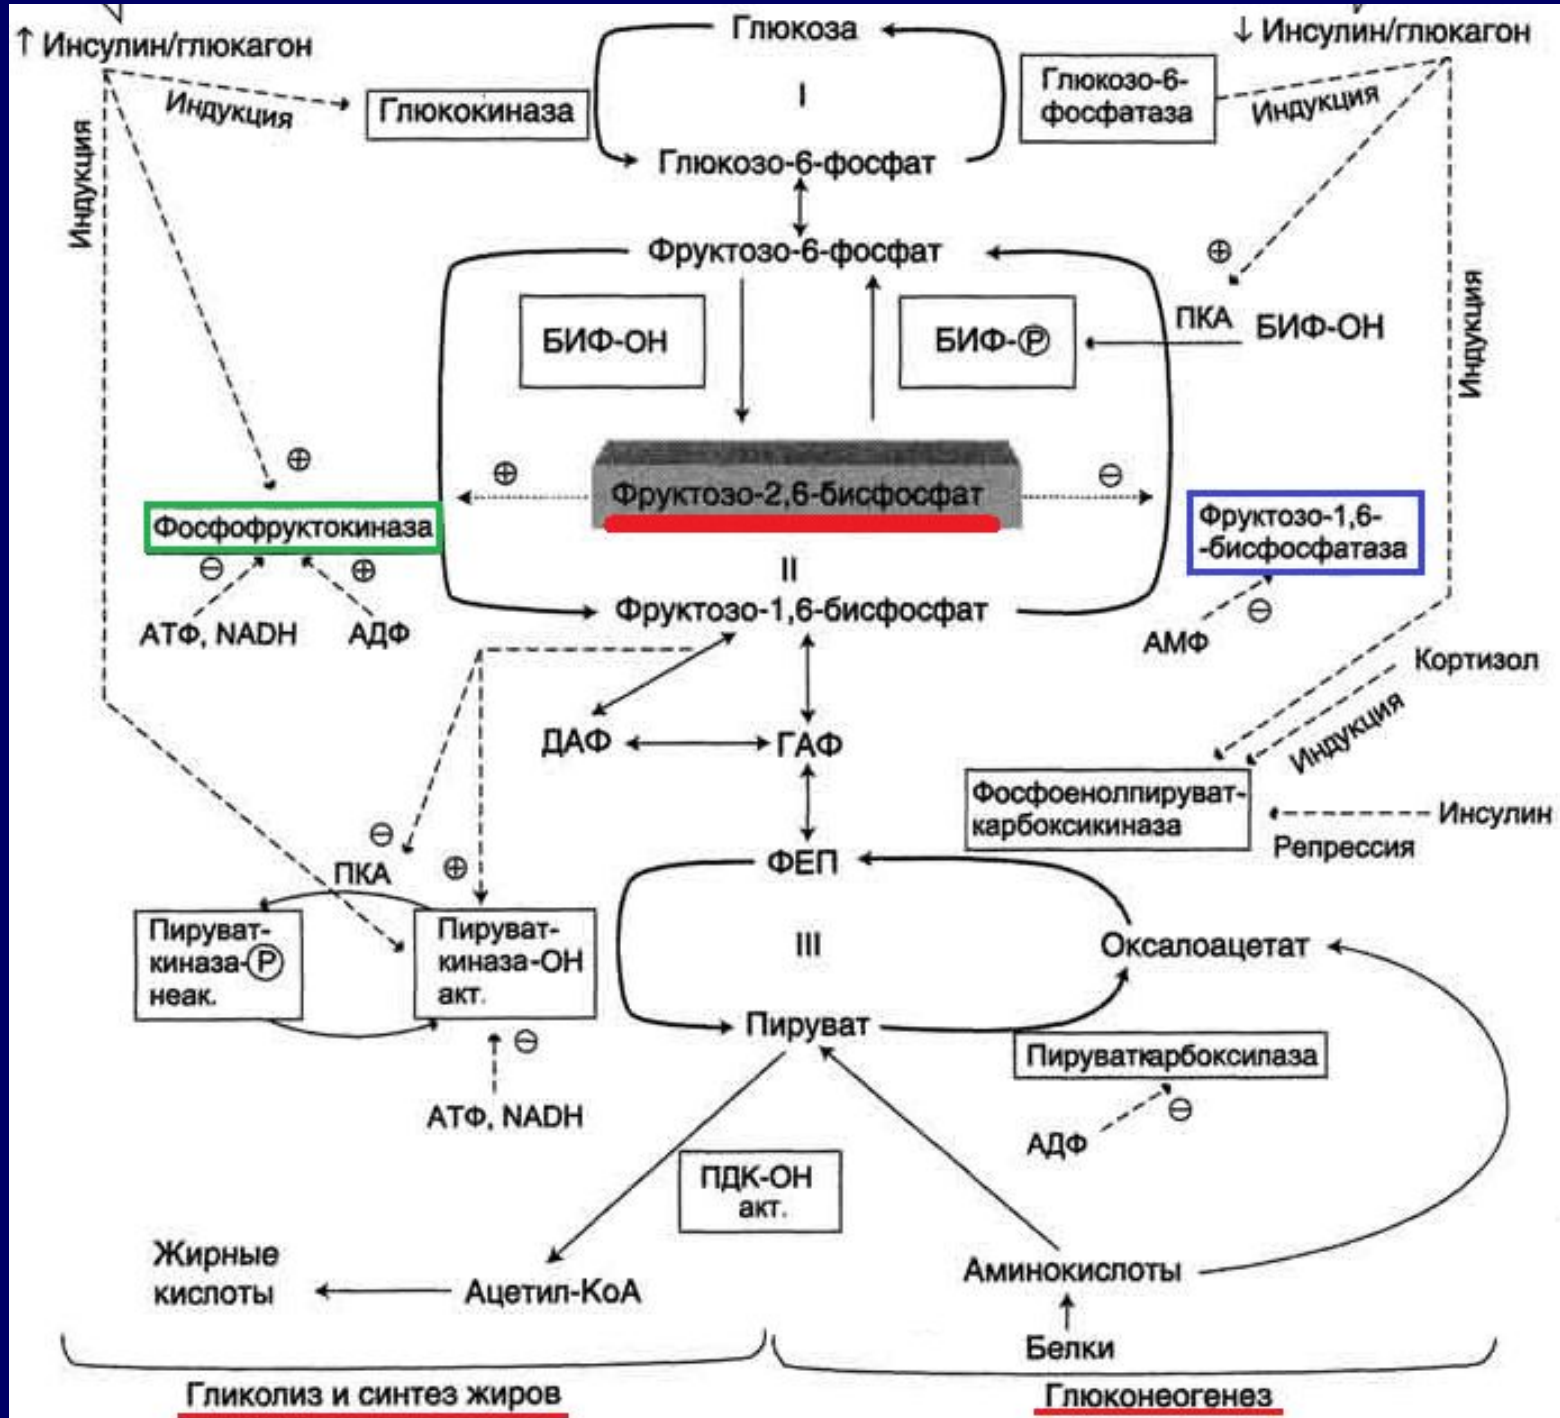 ↑ Инсулин/глюкагон
Глюкоза
↓ Инсулин/глюкагон
Индукция
Глюкокиназа
I
Глюкозо-6-
фосфатаза
Индукция
Индукция
Глюкозо-6-фосфат
Фруктозо-6-фосфат
⊕
БИФ-ОН
БИФ-Ⓟ
ПКА
БИФ-ОН
Индукция
⊕
⊕
Фруктозо-2,6-бисфосфат
⊖
Фосфофруктокиназа
Фруктозо-1,6-
-бисфосфатаза
⊖
⊕
II
АТФ, NADH
АДФ
Фруктозо-1,6-бисфосфат
⊖
АМФ
Кортизол
Индукция
ДАФ
ГАФ
Фосфоенолпируват-
карбоксикиназа
Инсулин
Репрессия
⊖
ПКА
⊕
ФЕП
Пируват-
киназа-Ⓟ
неак.
Пируват-
киназа-ОН
акт.
III
Оксалоацетат
Пируват
⊖
АТФ, NADH
Пируваткарбоксилаза
⊖
АДФ
ПДК-ОН
акт.
Жирные
кислоты
Ацетил-КоА
Аминокислоты
Белки
Гликолиз и синтез жиров
Глюконеогенез